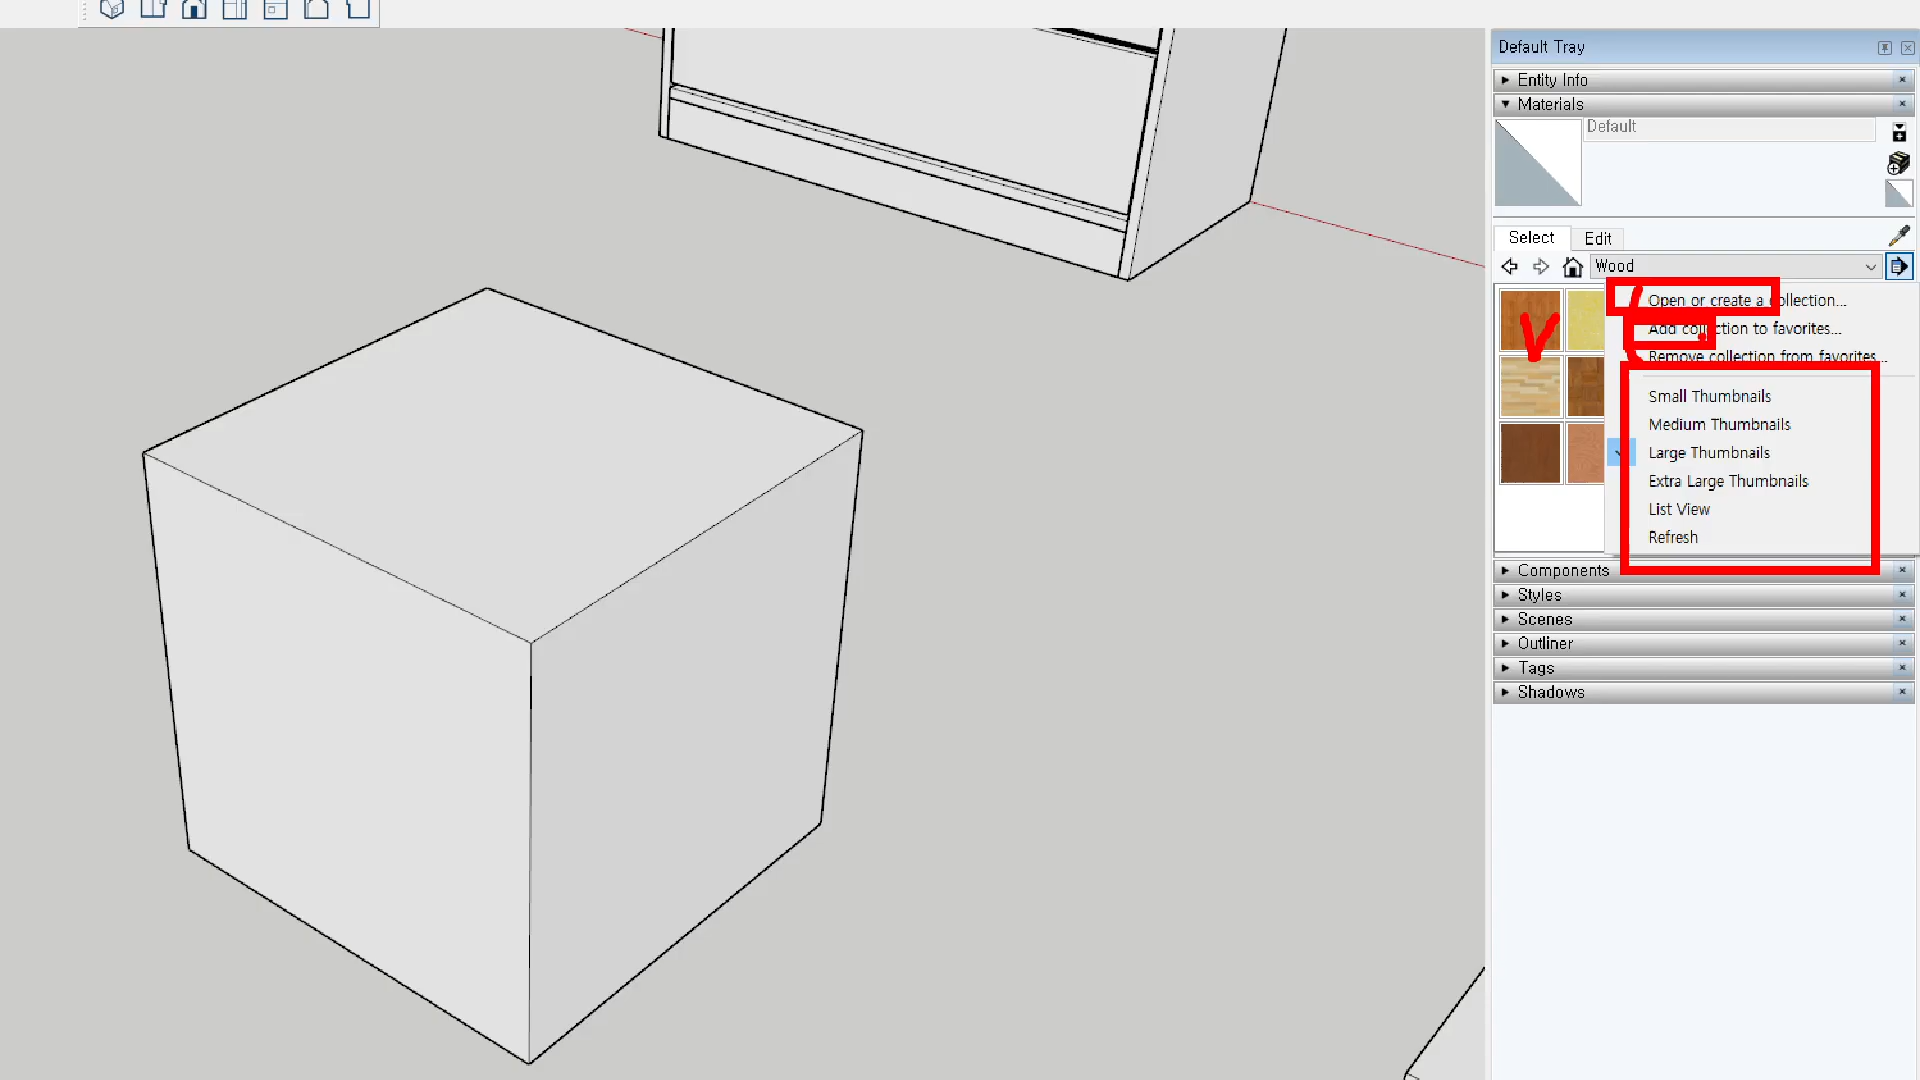 Default Tray
Entity Info
Materials
Default
Select Edit
Wood
Open or create a collection...
Add collection to favorites...
Remove collection from favorites...
Small Thumbnails
Medium Thumbnails
Large Thumbnails
Extra Large Thumbnails
List View
Refresh
Components
Styles
Scenes
Outliner
Tags
Shadows